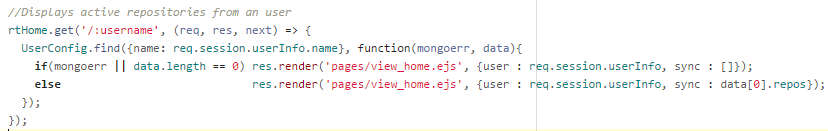 //Displays active repositories from an user
rtHome.get('/:username', (req, res, next) => {
  UserConfig.find({name: req.session.userInfo.name}, function(mongoerr, data){
    if(mongoerr || data.length == 0) res.render('pages/view_home.ejs', {user : req.session.userInfo, sync : []});
    else                             res.render('pages/view_home.ejs', {user : req.session.userInfo, sync : data[0].repos});
  });
});